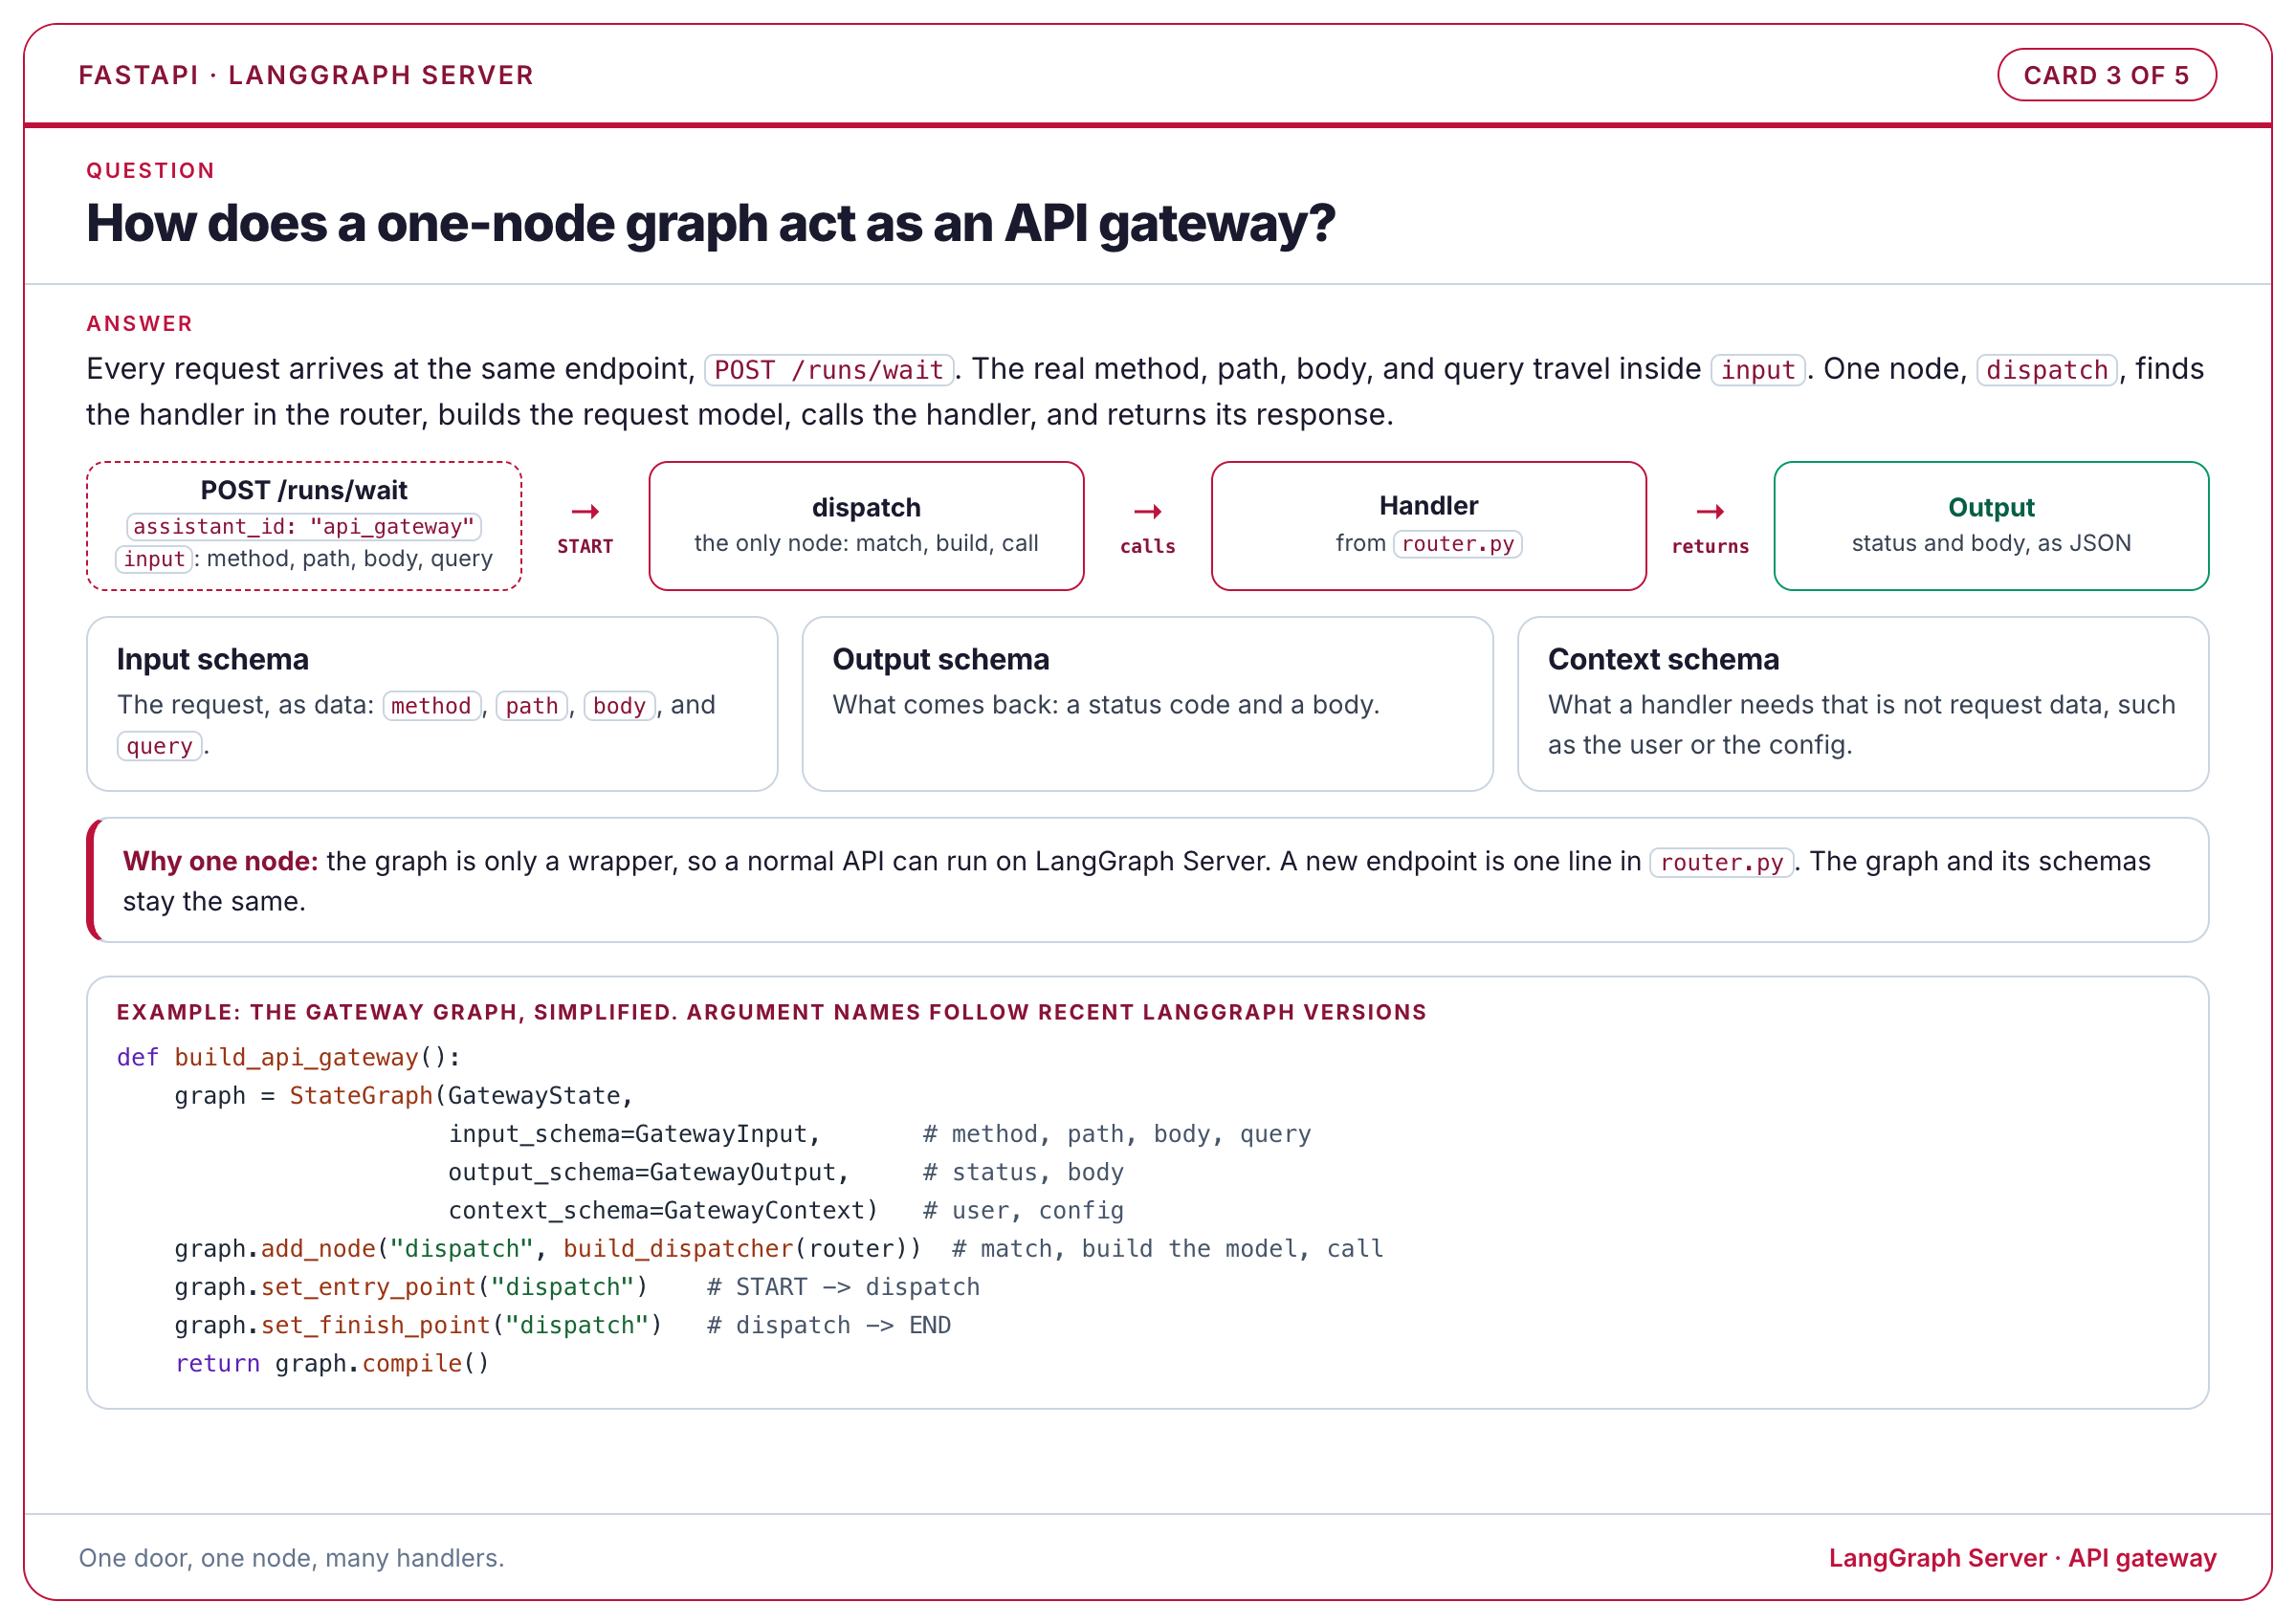 FASTAPI · LANGGRAPH SERVER
CARD 3 OF 5
QUESTION
How does a one-node graph act as an API gateway?
ANSWER
Every request arrives at the same endpoint, POST /runs/wait. The real method, path, body, and query travel inside input. One node, dispatch, finds
the handler in the router, builds the request model, calls the handler, and returns its response.
POST /runs/wait
assistant_id: "api_gateway"
input: method, path, body, query
→
START
dispatch
the only node: match, build, call
→
calls
Handler
from router.py
→
returns
Output
status and body, as JSON
Input schema
The request, as data: method, path, body, and
query.
Output schema
What comes back: a status code and a body.
Context schema
What a handler needs that is not request data, such
as the user or the config.
Why one node: the graph is only a wrapper, so a normal API can run on LangGraph Server. A new endpoint is one line in router.py. The graph and its schemas
stay the same.
EXAMPLE: THE GATEWAY GRAPH, SIMPLIFIED. ARGUMENT NAMES FOLLOW RECENT LANGGRAPH VERSIONS
def build_api_gateway():
    graph = StateGraph(GatewayState,
                       input_schema=GatewayInput,       # method, path, body, query
                       output_schema=GatewayOutput,     # status, body
                       context_schema=GatewayContext)   # user, config
    graph.add_node("dispatch", build_dispatcher(router))  # match, build the model, call
    graph.set_entry_point("dispatch")    # START -> dispatch
    graph.set_finish_point("dispatch")   # dispatch -> END
    return graph.compile()
One door, one node, many handlers.
LangGraph Server · API gateway